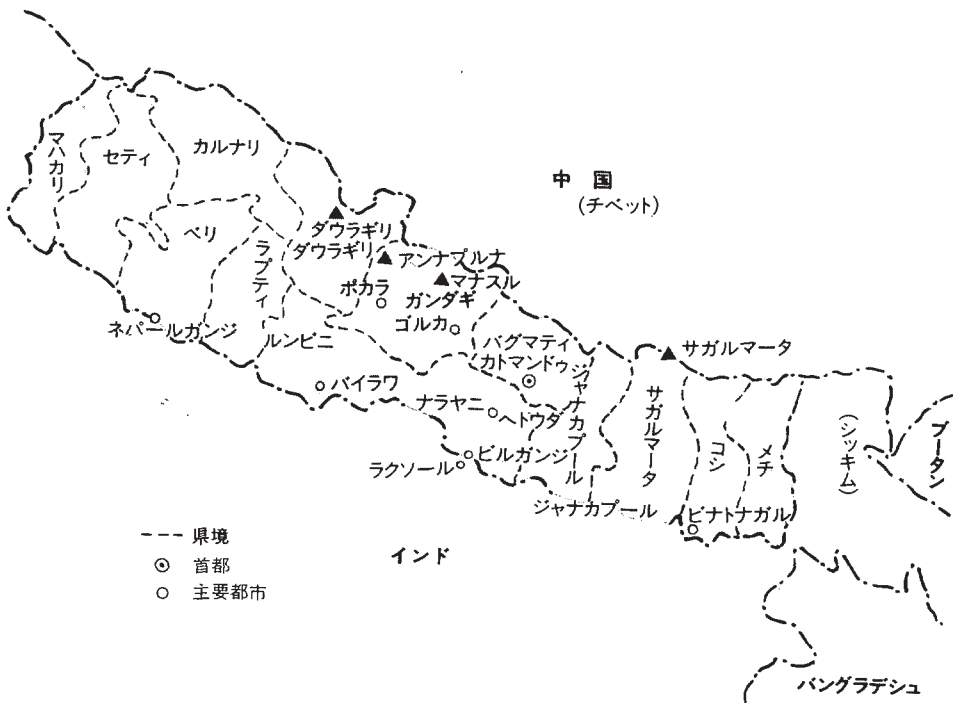 マハカリ
セティ
カルナリ
中国
(チベット)
ベリ
ラプティ
ダウラギリ
ダウラギリ
アンナプルナ
マナスル
ポカラ
ガンダギ
ゴルカ
ネパールガンジ
ルンビニ
バグマティ
カトマンドゥ
サガルマータ
バイラワ
ナラヤニ
ヘトウダ
ジャナカプール
サガルマータ
コシ
メチ
(シッキム)
ブータン
ビルガンジ
ラクソール
ジャナカプール
ビナトナガル
県境
首都
主要都市
インド
バングラデシュ